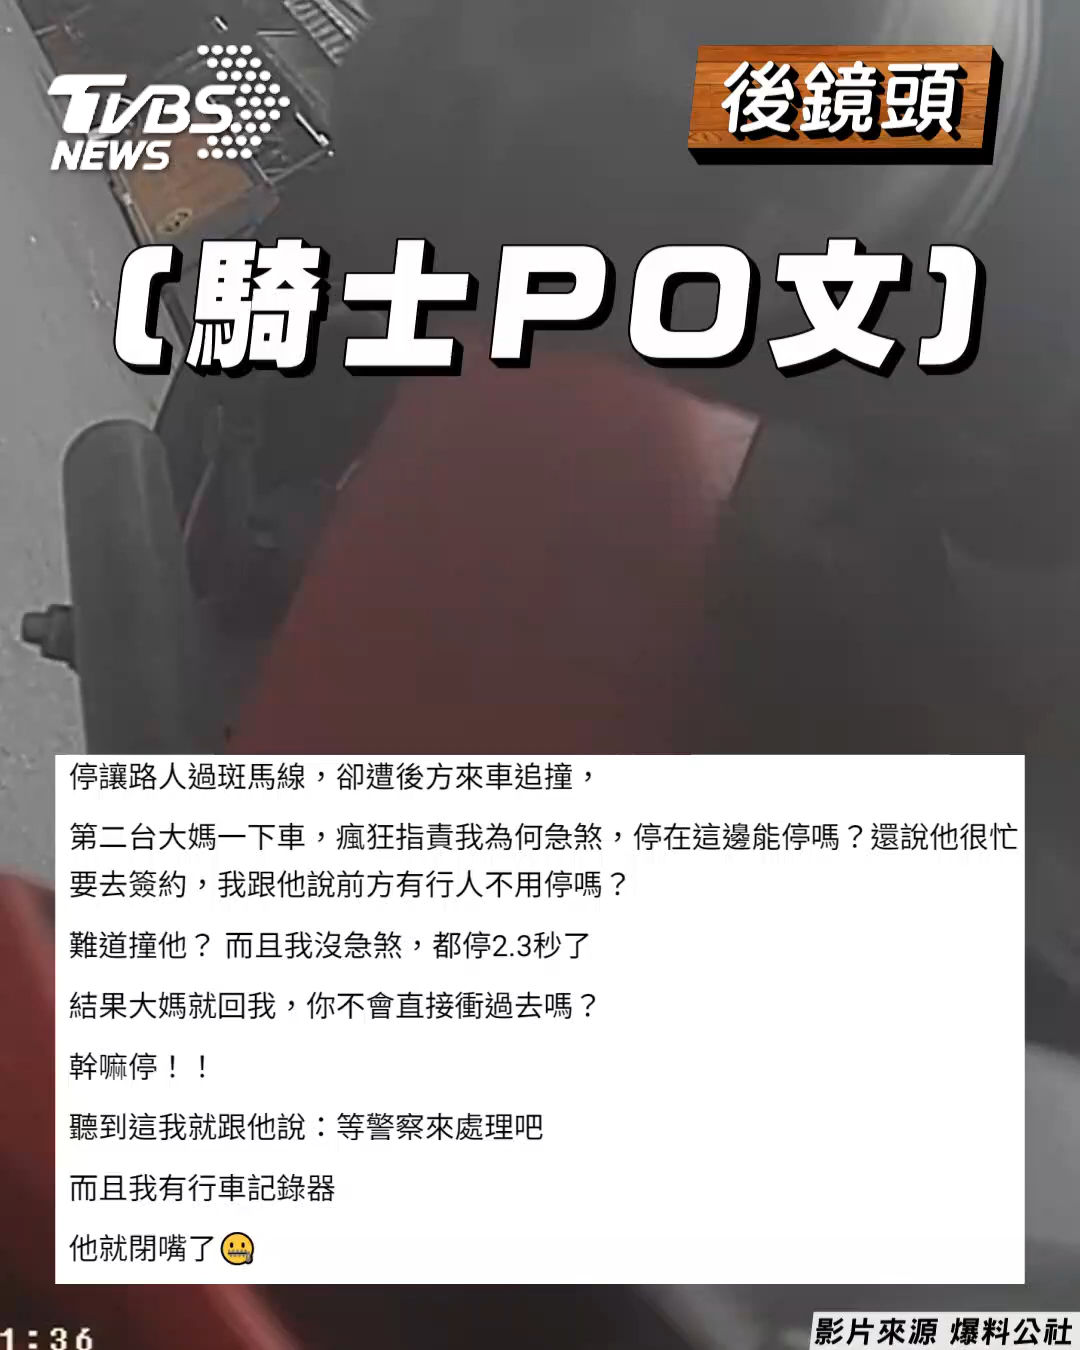 TVBS
NEWS
後鏡頭
(騎士PO文)
停讓路人過斑馬線，卻遭後方來車追撞，
第二台大媽一下車，瘋狂指責我為何急煞，停在這邊能停嗎？還說他很忙
要去簽約，我跟他說前方有行人不用停嗎？
難道撞他？ 而且我沒急煞，都停2.3秒了
結果大媽就回我，你不會直接衝過去嗎？
幹嘛停！！
聽到這我就跟他說：等警察來處理吧
而且我有行車記錄器
他就閉嘴了🤐
1:36
影片來源 爆料公社